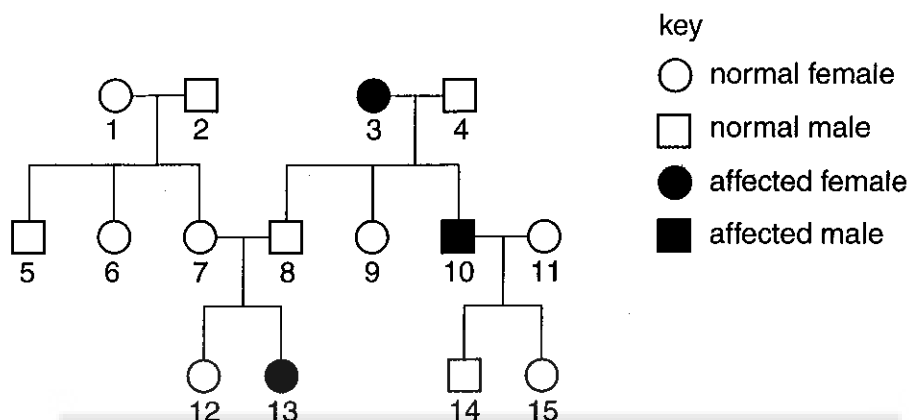 key
normal female
normal male
affected female
affected male
1 2 3 4
5 6 7 8 9 10 11
12 13 14 15